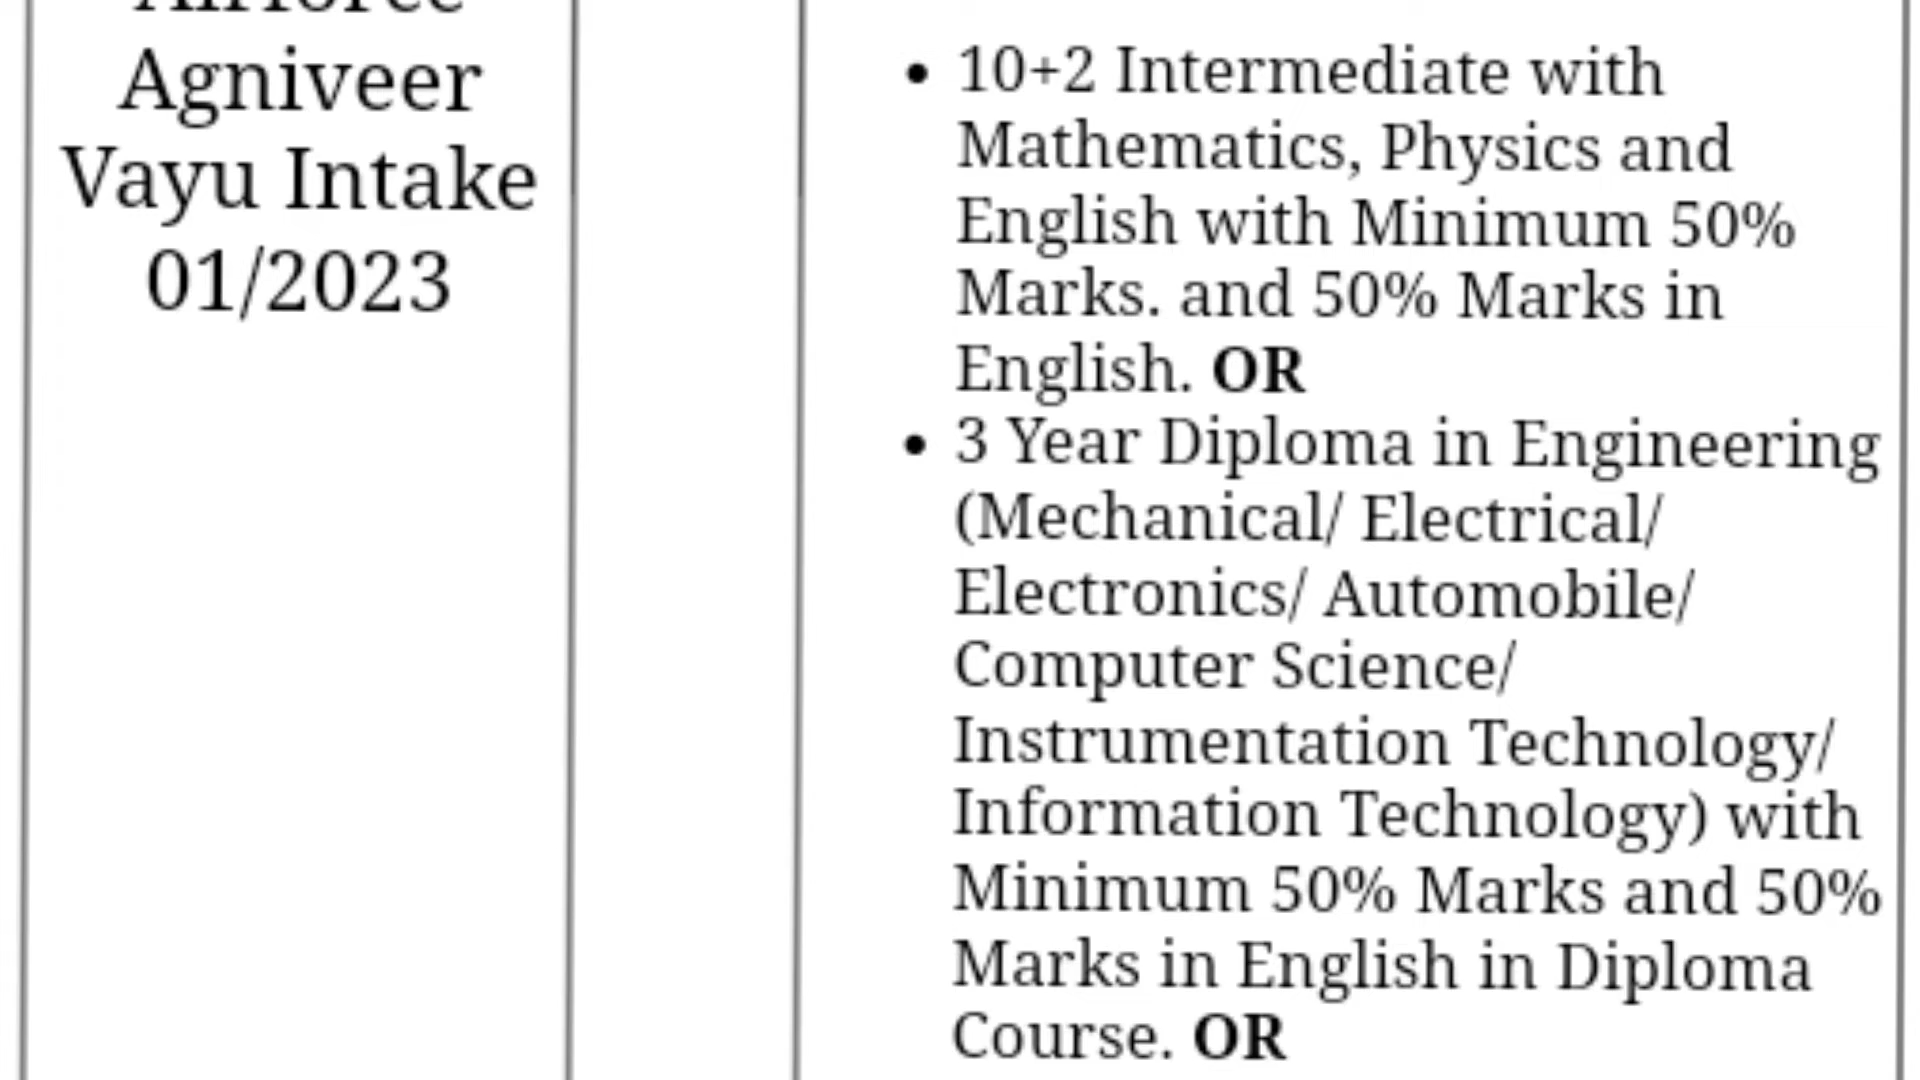 Airforce
Agniveer
Vayu Intake
01/2023
• 10+2 Intermediate with
Mathematics, Physics and
English with Minimum 50%
Marks. and 50% Marks in
English. OR
• 3 Year Diploma in Engineering
(Mechanical/ Electrical/
Electronics/ Automobile/
Computer Science/
Instrumentation Technology/
Information Technology) with
Minimum 50% Marks and 50%
Marks in English in Diploma
Course. OR